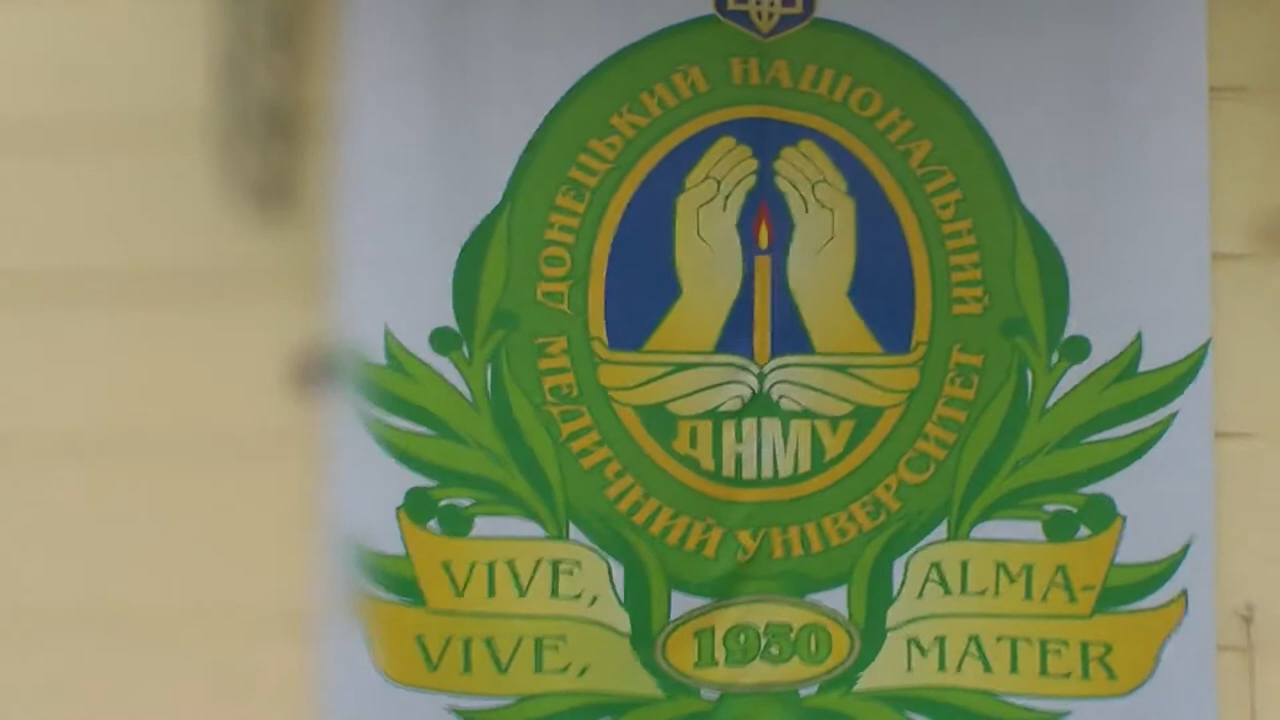 ДОНЕЦЬКИЙ НАЦІОНАЛЬНИЙ
МЕДИЧНИЙ УНІВЕРСИТЕТ
ДНМУ
VIVE, ALMA-
VIVE, MATER
1930